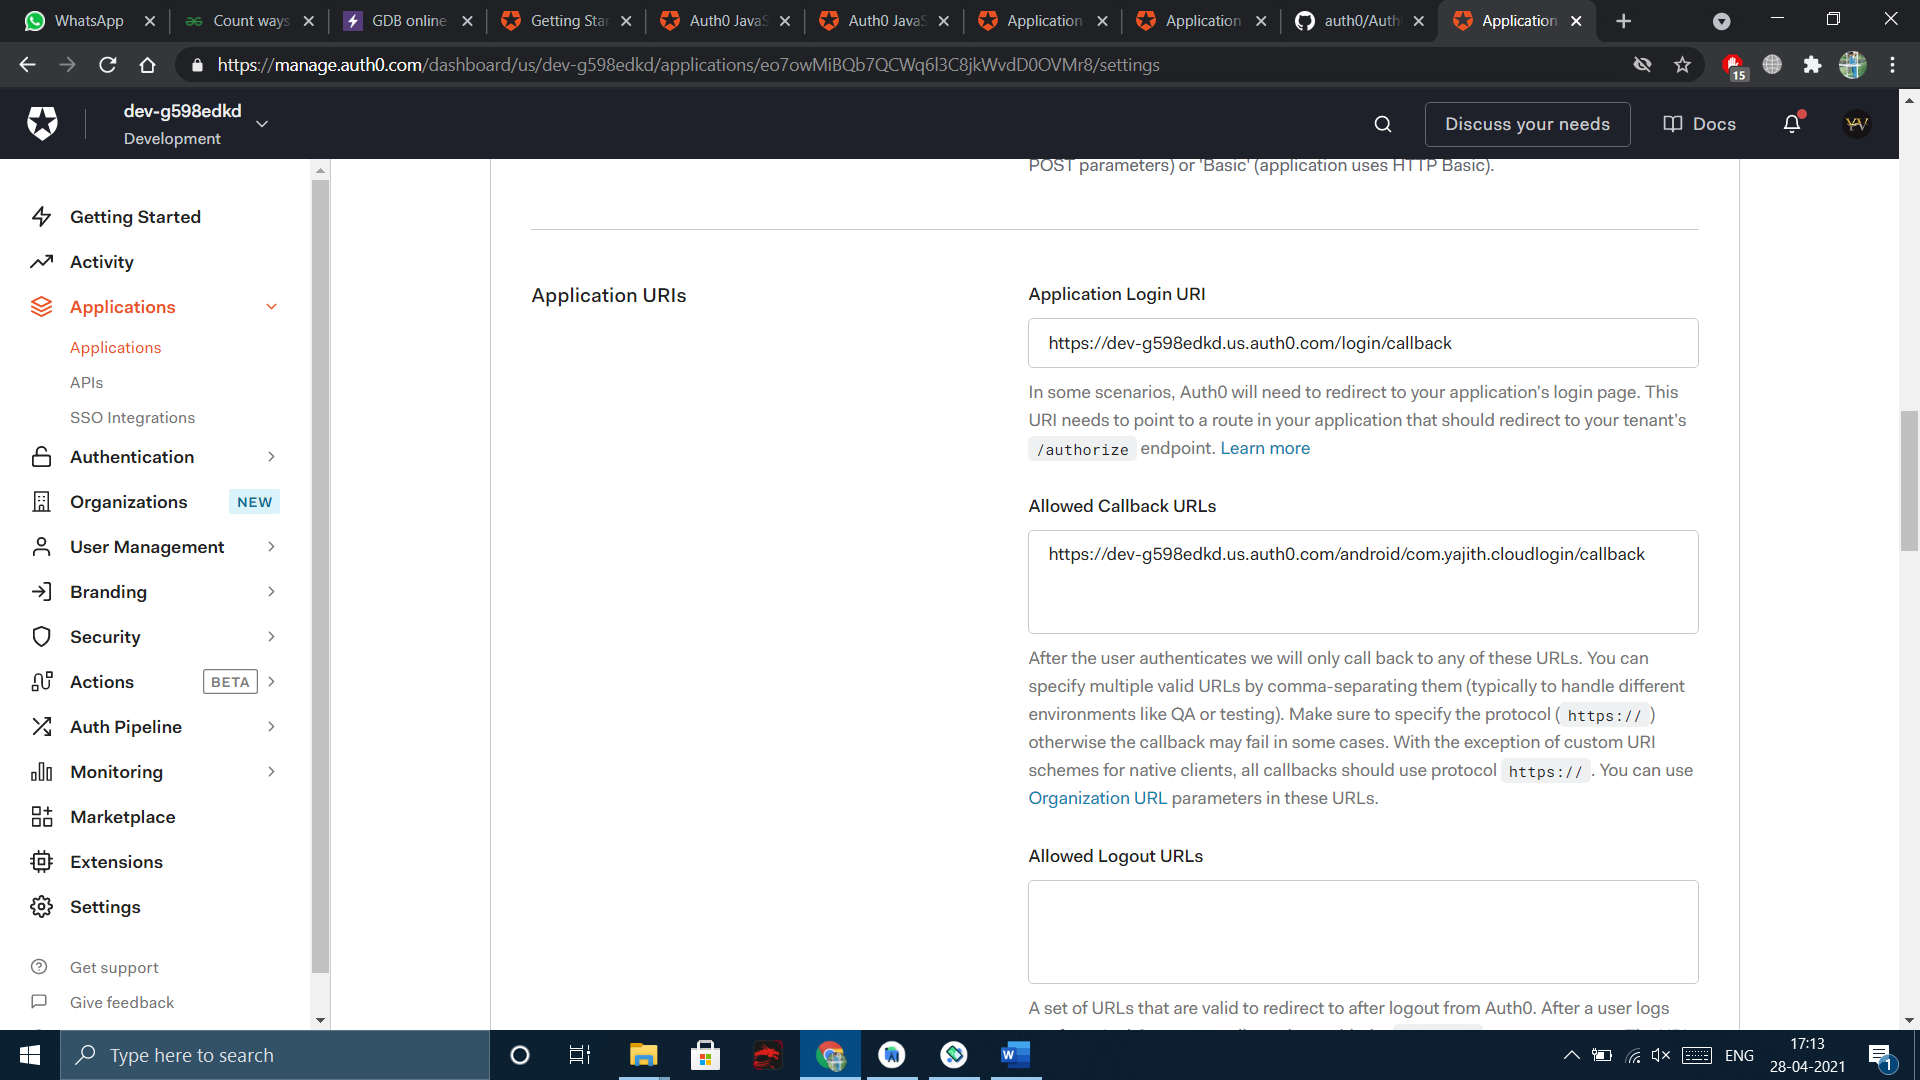 WhatsApp
Count ways
GDB online
Getting Star
Auth0 JavaS
Auth0 JavaS
Application
Application
auth0/Auth
Application
https://manage.auth0.com/dashboard/us/dev-g598edkd/applications/eo7owMiBQb7QCWq6l3C8jkWvdD0OVMr8/settings
15
dev-g598edkd
Development
Discuss your needs
Docs
YV
POST parameters) or 'Basic' (application uses HTTP Basic).
Getting Started
Activity
Applications
Applications
APIs
SSO Integrations
Authentication
Organizations NEW
User Management
Branding
Security
Actions BETA
Auth Pipeline
Monitoring
Marketplace
Extensions
Settings
Get support
Give feedback
Application URIs
Application Login URI
https://dev-g598edkd.us.auth0.com/login/callback
In some scenarios, Auth0 will need to redirect to your application's login page. This
URI needs to point to a route in your application that should redirect to your tenant's
/authorize endpoint. Learn more
Allowed Callback URLs
https://dev-g598edkd.us.auth0.com/android/com.yajith.cloudlogin/callback
After the user authenticates we will only call back to any of these URLs. You can
specify multiple valid URLs by comma-separating them (typically to handle different
environments like QA or testing). Make sure to specify the protocol ( https:// )
otherwise the callback may fail in some cases. With the exception of custom URI
schemes for native clients, all callbacks should use protocol https:// . You can use
Organization URL parameters in these URLs.
Allowed Logout URLs
A set of URLs that are valid to redirect to after logout from Auth0. After a user logs
Type here to search
ENG
17:13
28-04-2021
1